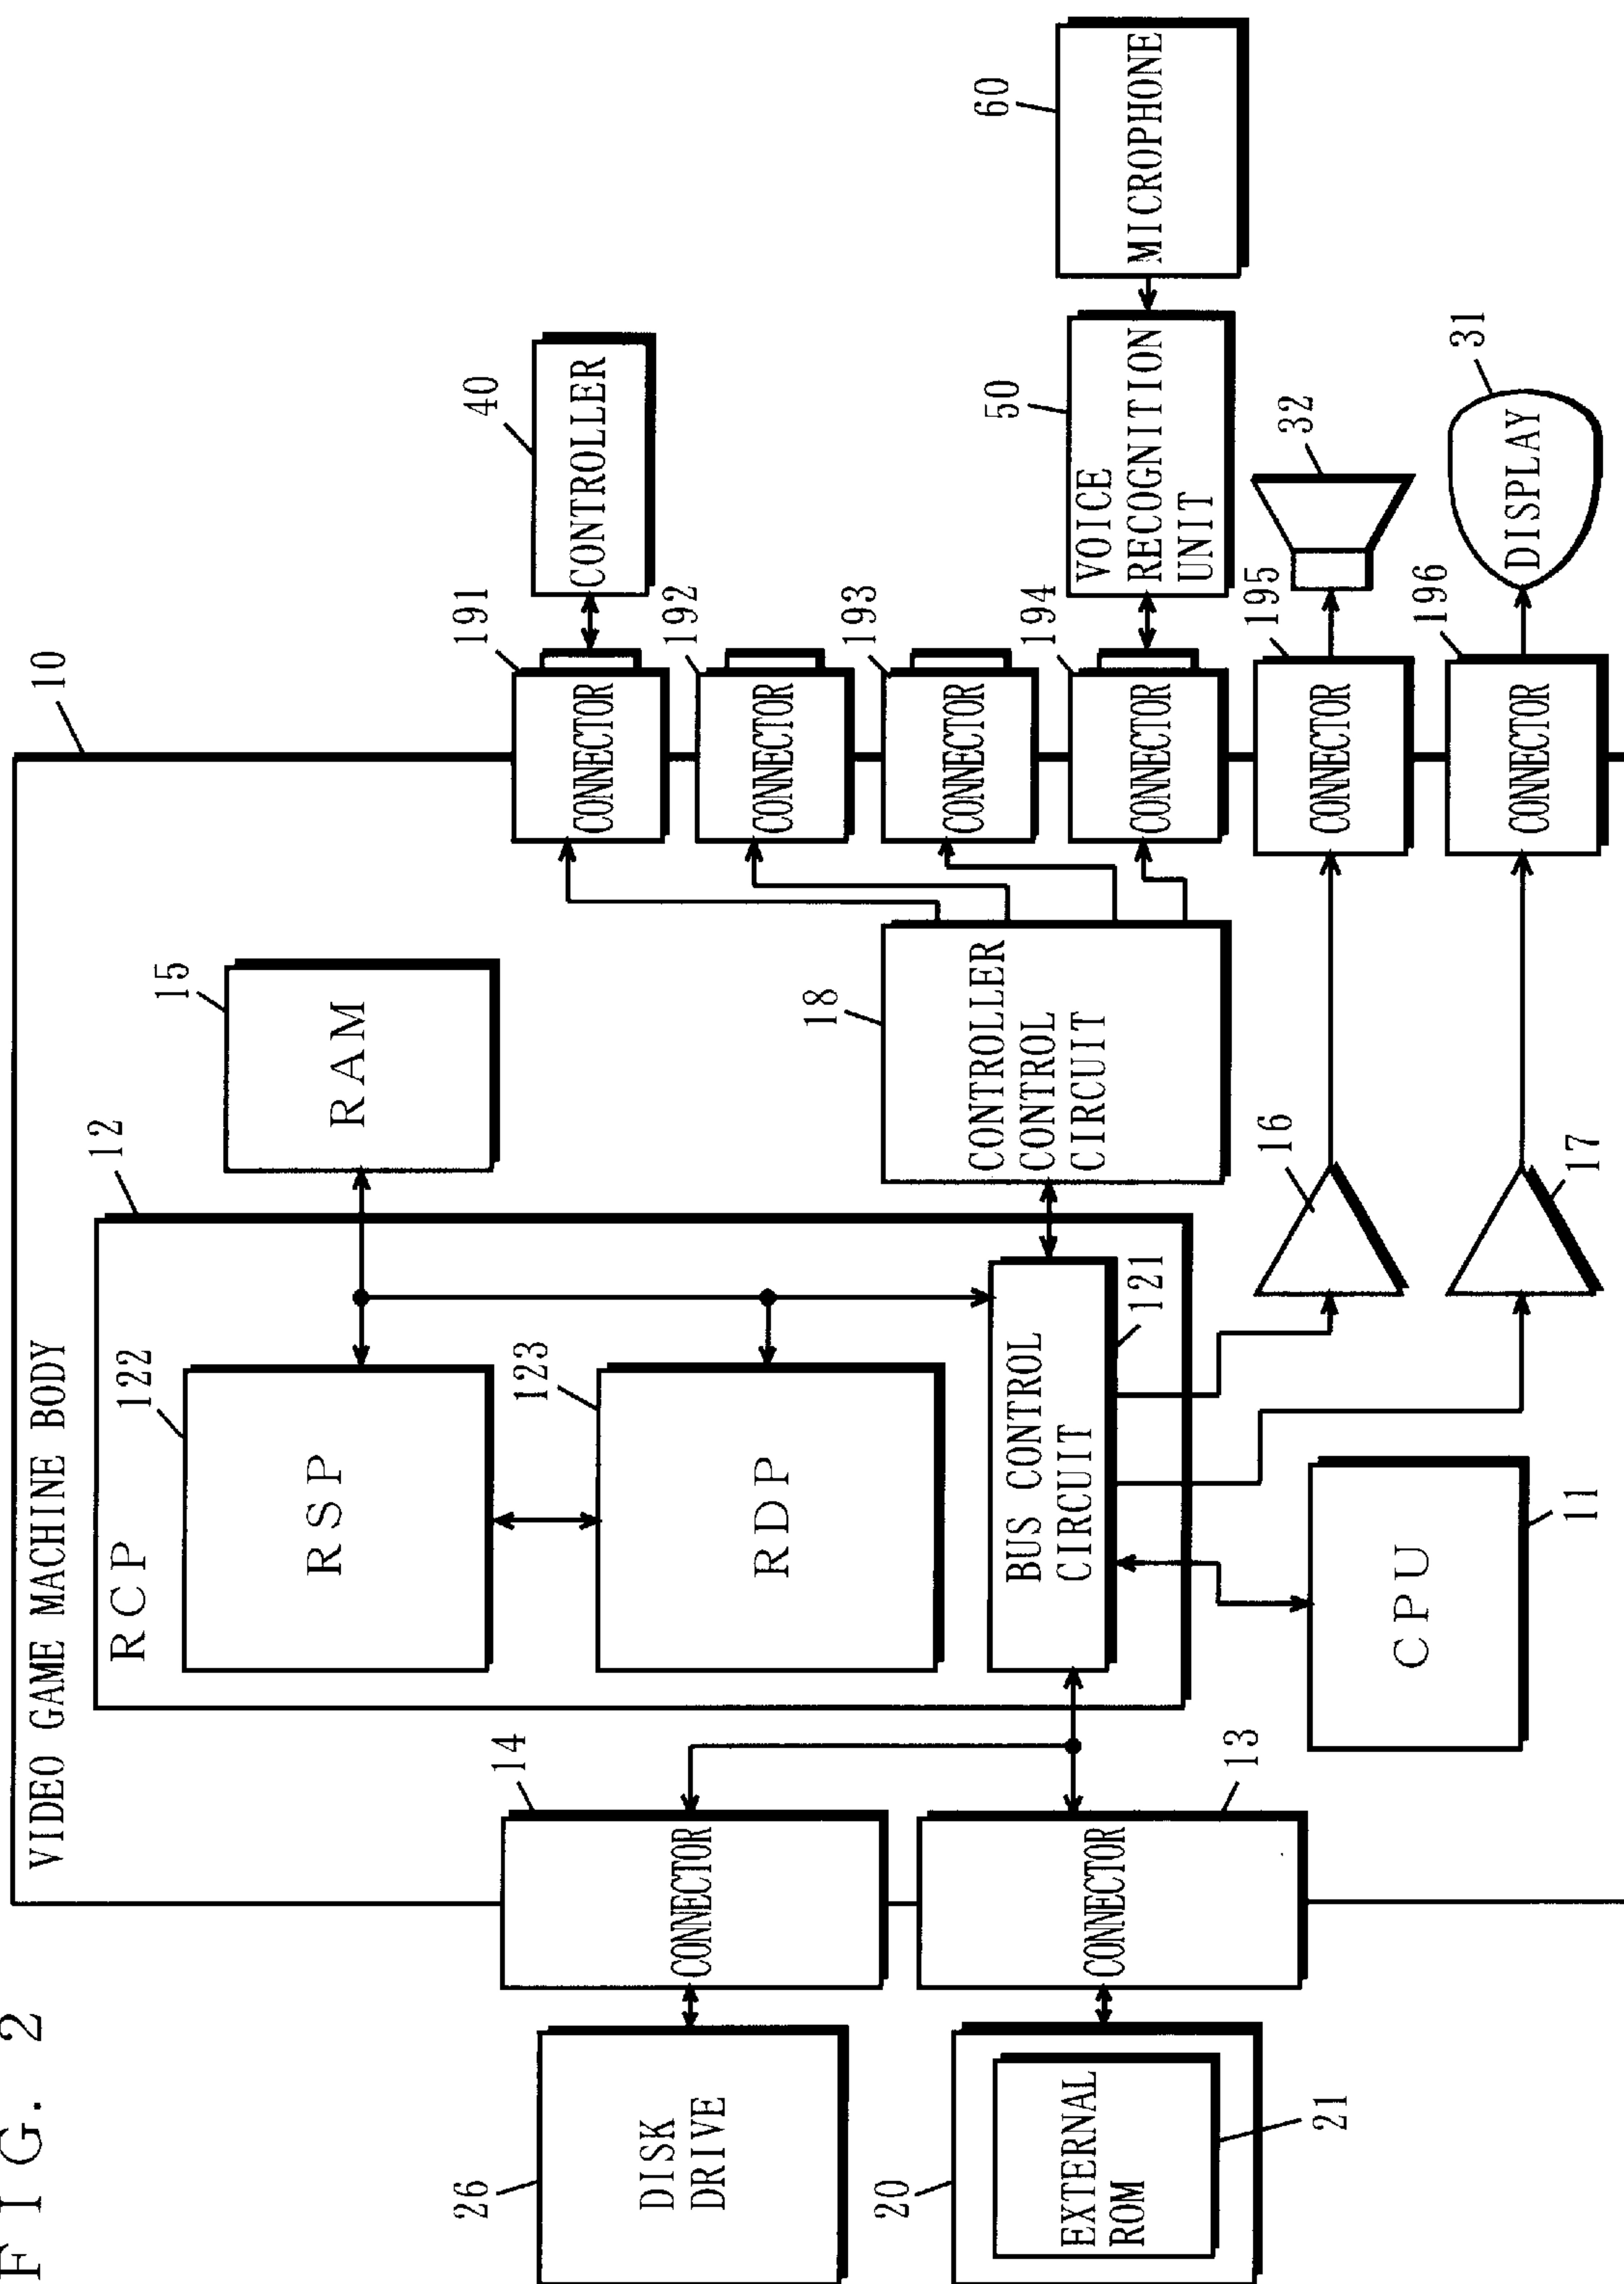 FIG. 2
VIDEO GAME MACHINE BODY
10
RCP
12
122
RSP
15
RAM
123
RDP
BUS CONTROL
CIRCUIT
121
14
CONNECTOR
13
CONNECTOR
26
DISK
DRIVE
20
EXTERNAL
ROM
21
CPU
11
18
CONTROLLER
CONTROL
CIRCUIT
16
17
191
CONNECTOR
192
CONNECTOR
193
CONNECTOR
194
CONNECTOR
195
CONNECTOR
196
CONNECTOR
40
CONTROLLER
50
VOICE
RECOGNITION
UNIT
60
MICROPHONE
32
31
DISPLAY